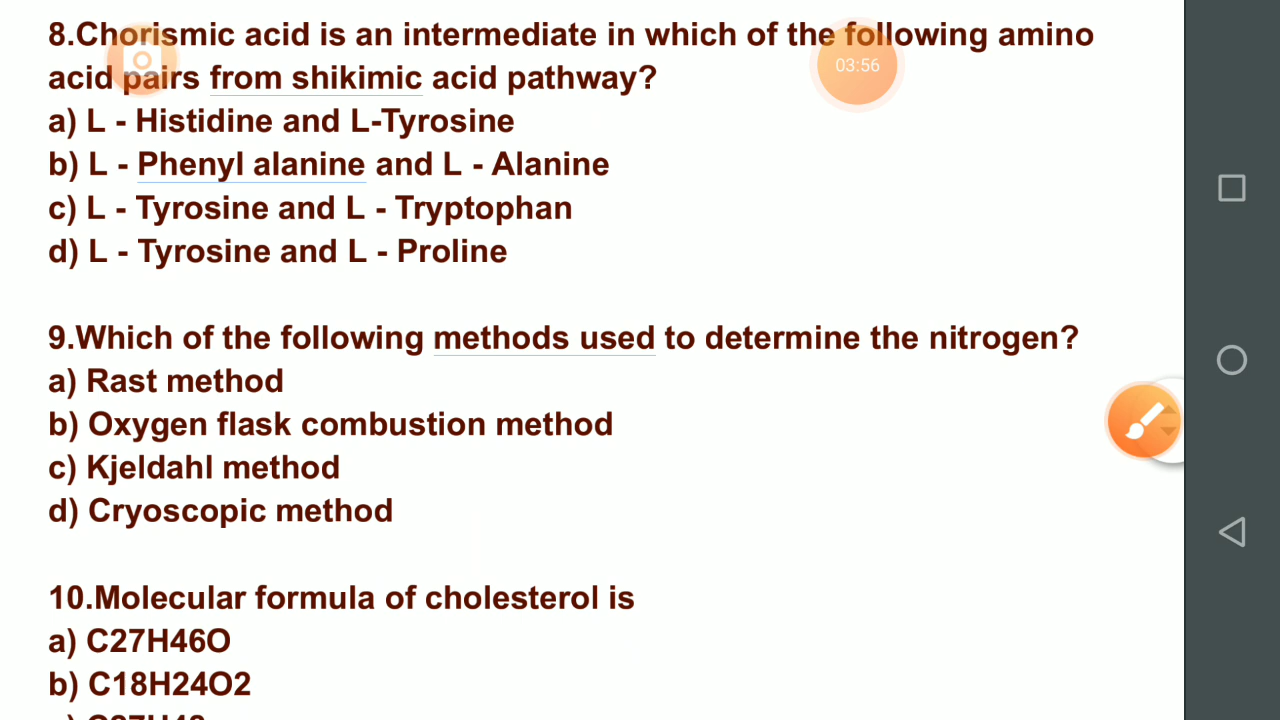 8.Chorismic acid is an intermediate in which of the following amino
03:56
acid pairs from shikimic acid pathway?
a) L - Histidine and L-Tyrosine
b) L - Phenyl alanine and L - Alanine
c) L - Tyrosine and L - Tryptophan
d) L - Tyrosine and L - Proline
9.Which of the following methods used to determine the nitrogen?
a) Rast method
b) Oxygen flask combustion method
c) Kjeldahl method
d) Cryoscopic method
10.Molecular formula of cholesterol is
a) C27H46O
b) C18H24O2